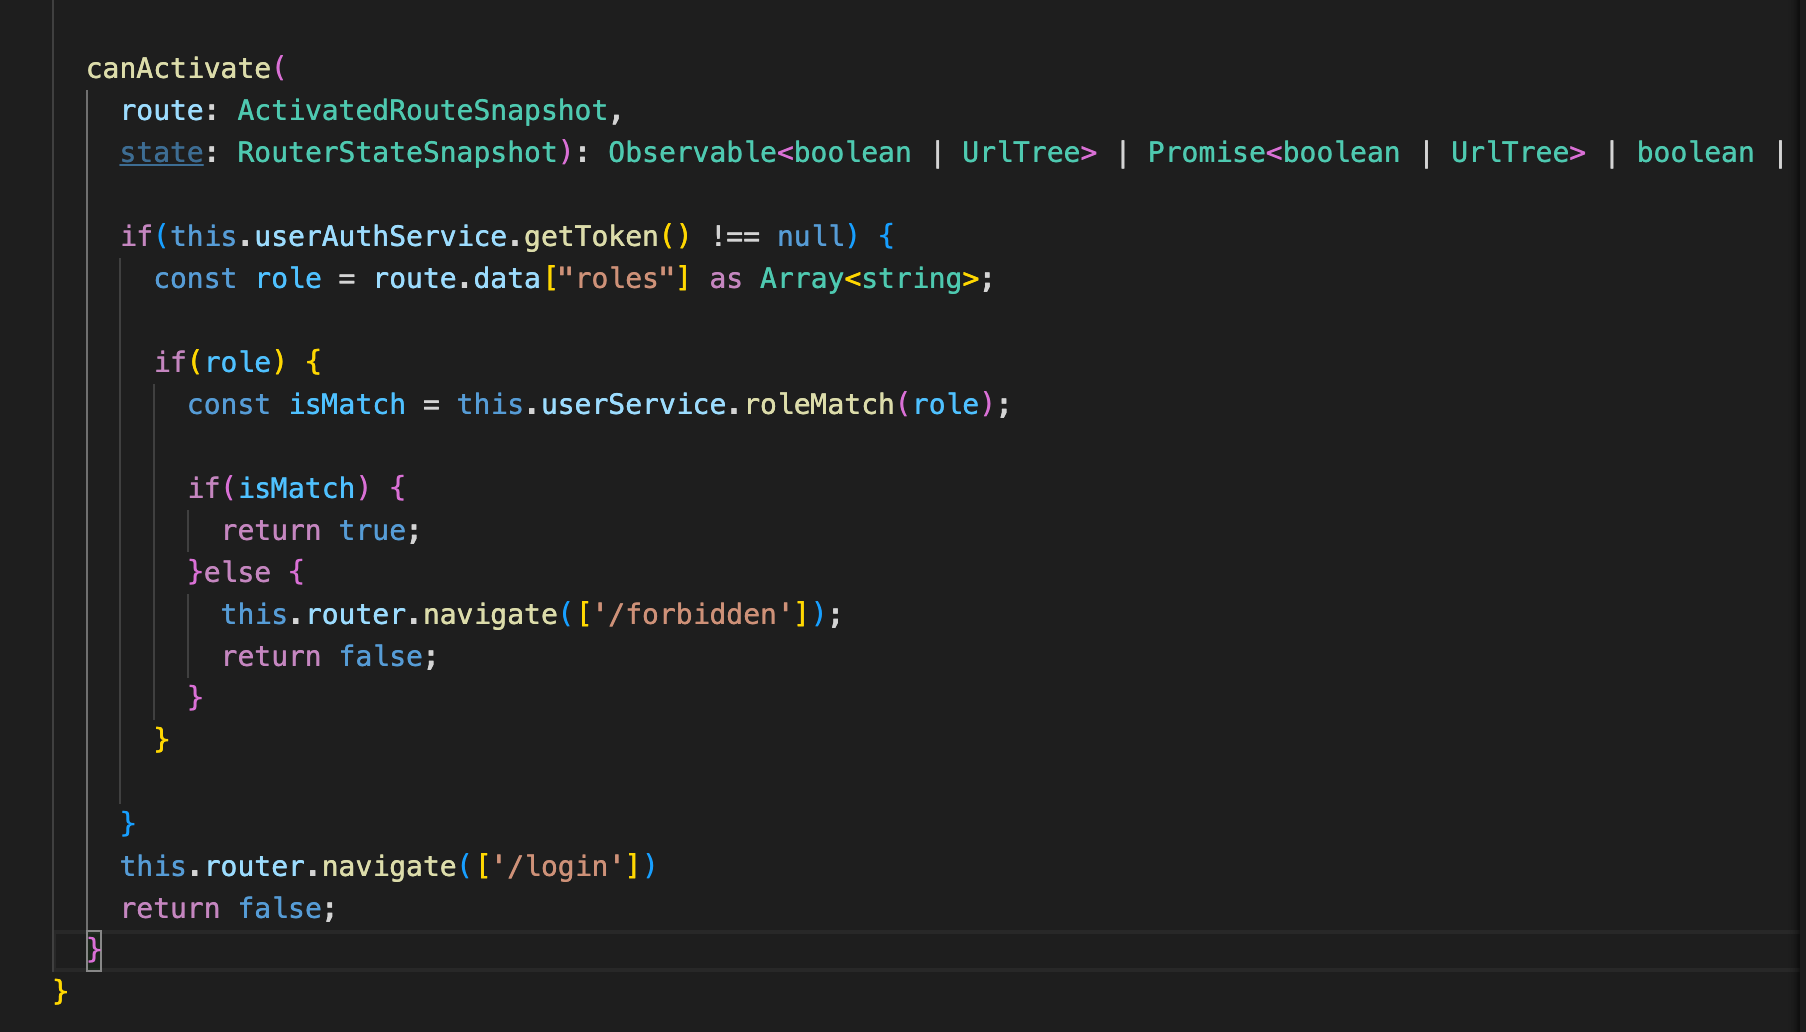 canActivate(
route: ActivatedRouteSnapshot,
state: RouterStateSnapshot): Observable<boolean | UrlTree> | Promise<boolean | UrlTree> | boolean |
if(this.userAuthService.getToken() !== null) {
const role = route.data["roles"] as Array<string>;
if(role) {
const isMatch = this.userService.roleMatch(role);
if(isMatch) {
return true;
}else {
this.router.navigate(['/forbidden']);
return false;
}
}
}
this.router.navigate(['/login'])
return false;
}
}